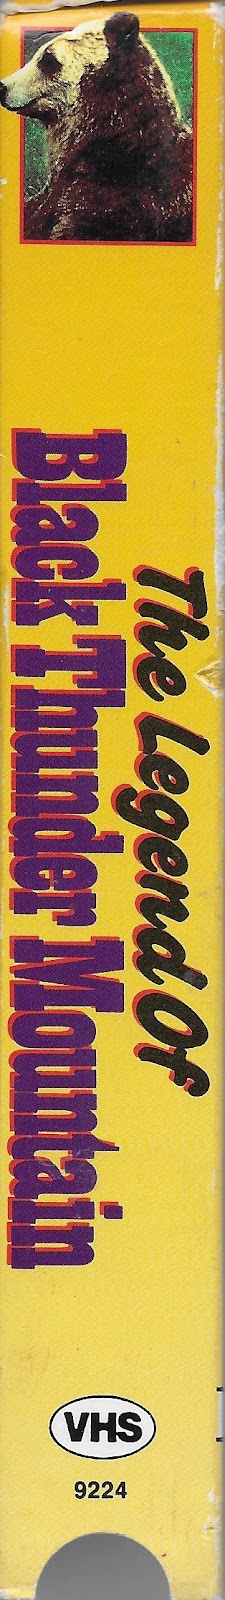 The Legend Of
Black Thunder Mountain
VHS
9224